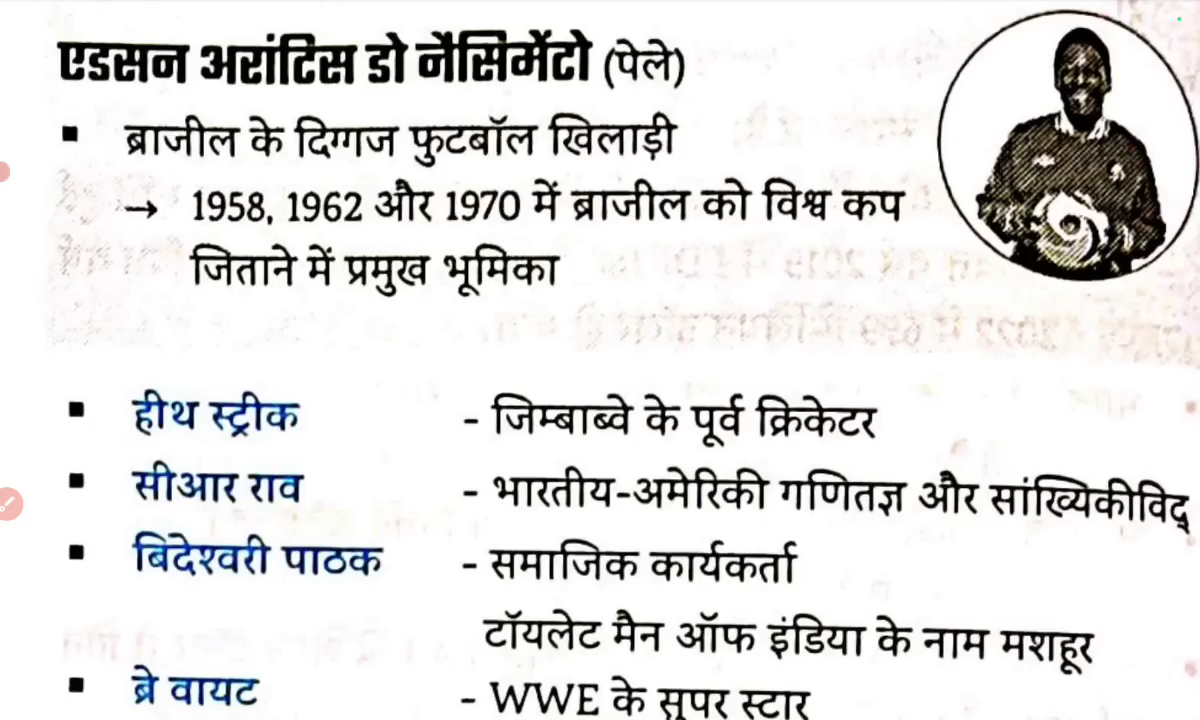 एडसन अरांटिस डो नैसिमेंटो (पेले)
▪ ब्राजील के दिग्गज फुटबॉल खिलाड़ी
→ 1958, 1962 और 1970 में ब्राजील को विश्व कप
जिताने में प्रमुख भूमिका
▪ हीथ स्ट्रीक - जिम्बाब्वे के पूर्व क्रिकेटर
▪ सीआर राव - भारतीय-अमेरिकी गणितज्ञ और सांख्यिकीविद्
▪ बिंदेश्वरी पाठक - समाजिक कार्यकर्ता
टॉयलेट मैन ऑफ इंडिया के नाम मशहूर
▪ ब्रे वायट - WWE के सुपर स्टार